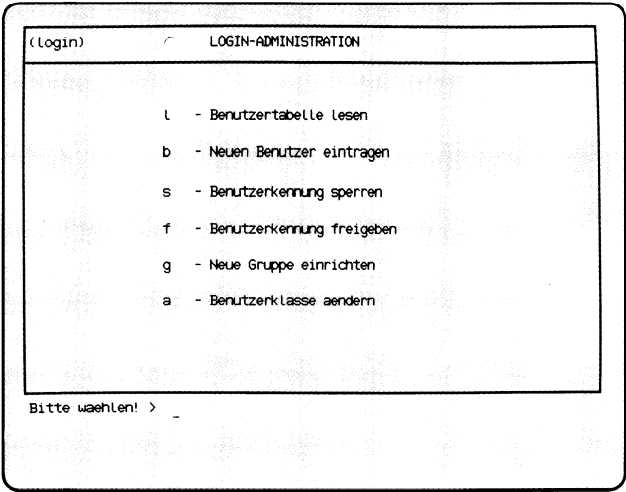 (login) LOGIN-ADMINISTRATION
l - Benutzertabelle lesen
b - Neuen Benutzer eintragen
s - Benutzerkennung sperren
f - Benutzerkennung freigeben
g - Neue Gruppe einrichten
a - Benutzerklasse aendern
Bitte waehlen! > _